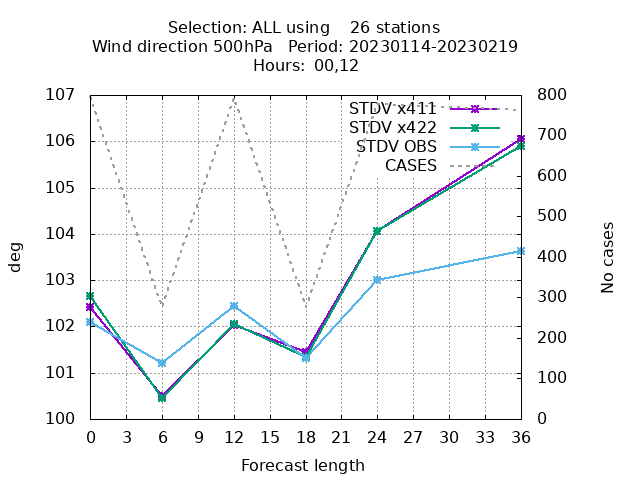 Selection: ALL using    26 stations
Wind direction 500hPa   Period: 20230114-20230219
Hours:  00,12
107
106
105
104
103
102
101
100
800
700
600
500
400
300
200
100
0
STDV x411
STDV x422
STDV OBS
CASES
deg
No cases
0 3 6 9 12 15 18 21 24 27 30 33 36
Forecast length